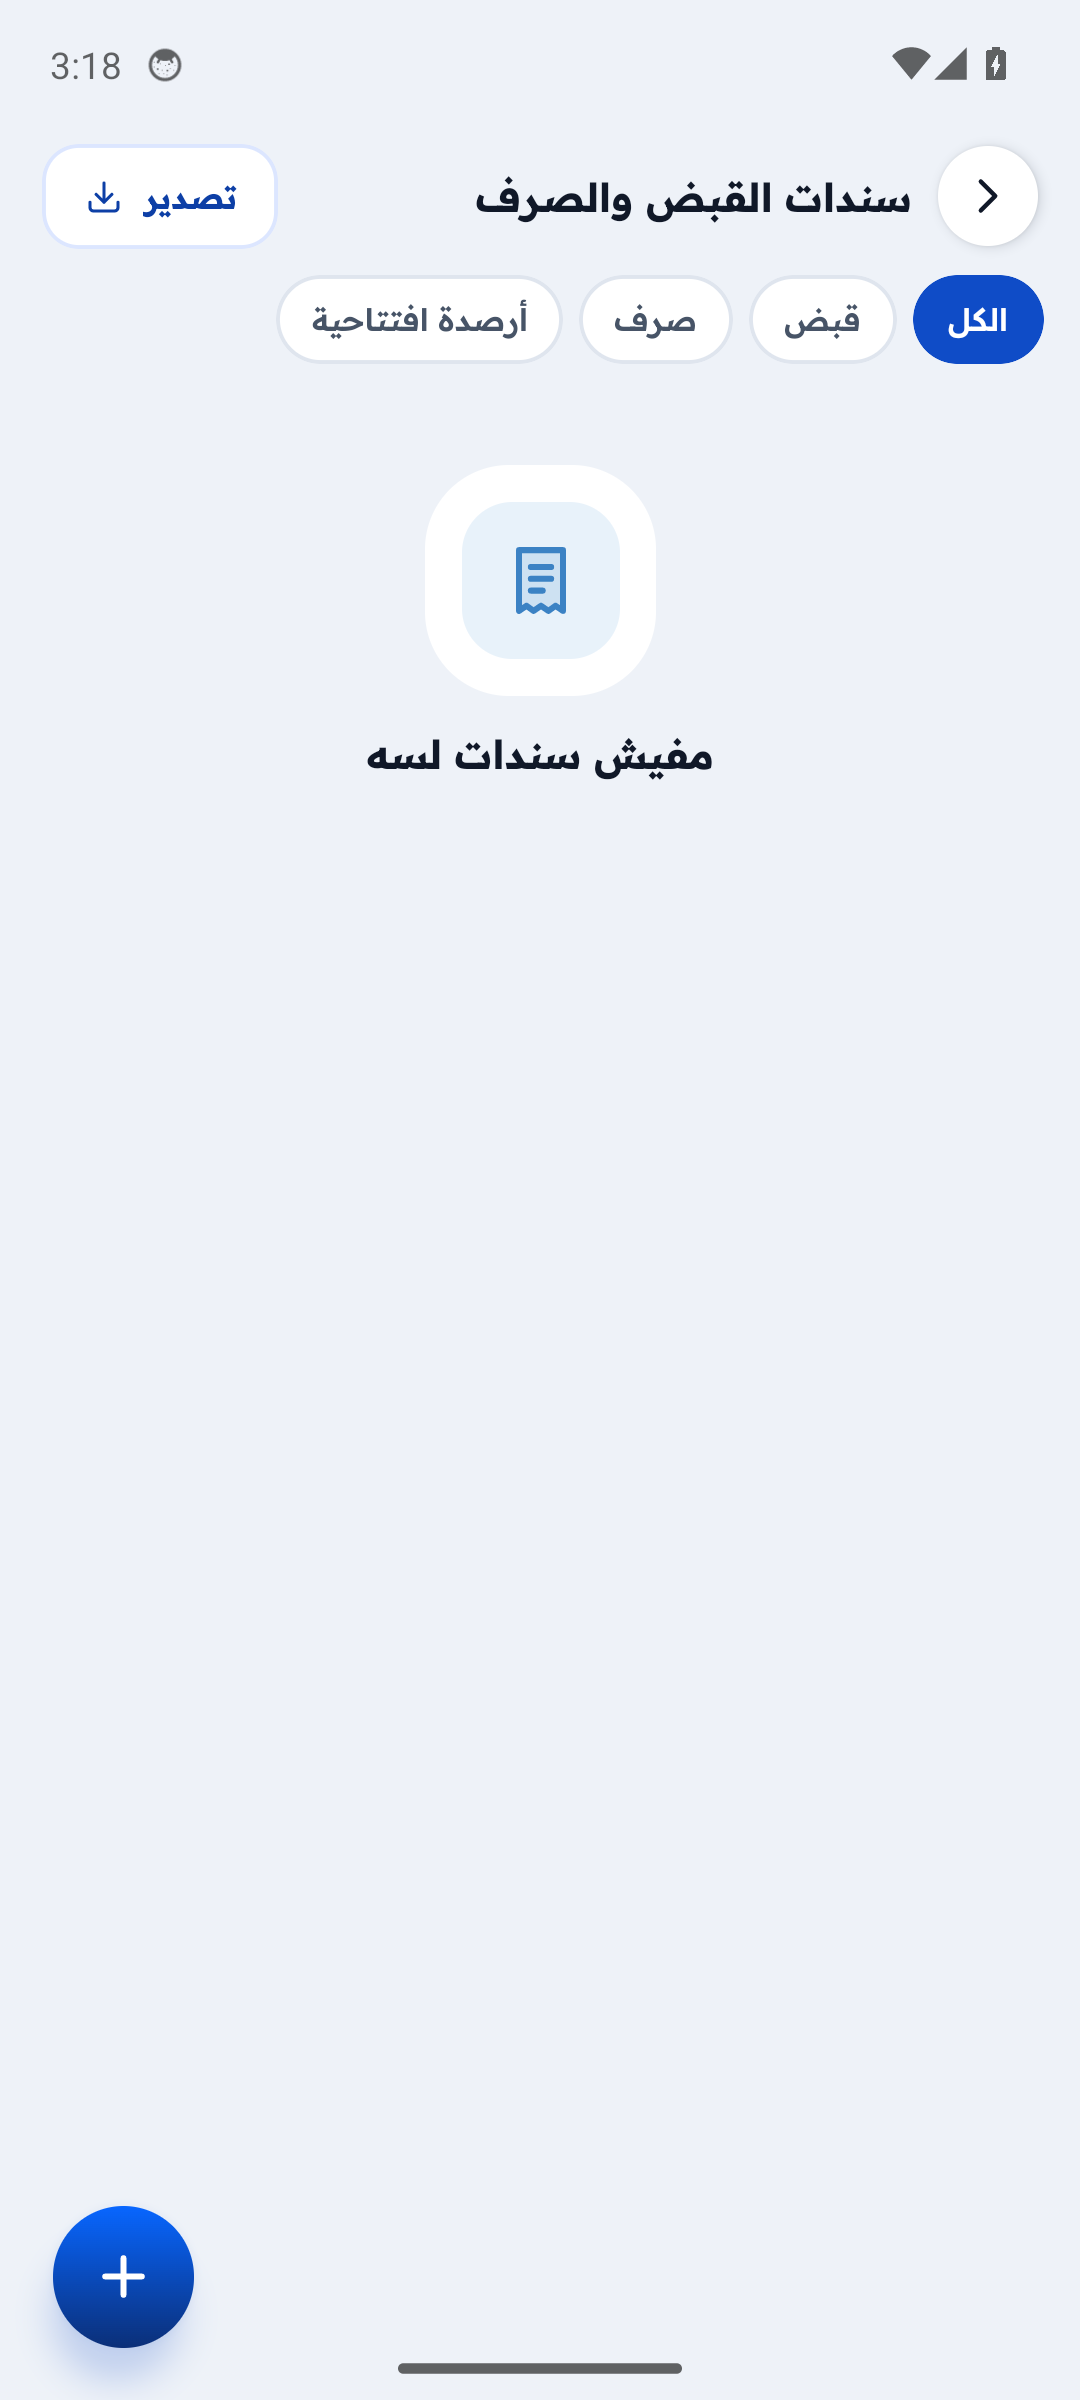 3:18
سندات القبض والصرف
تصدير
الكل
قبض
صرف
أرصدة افتتاحية
مفيش سندات لسه